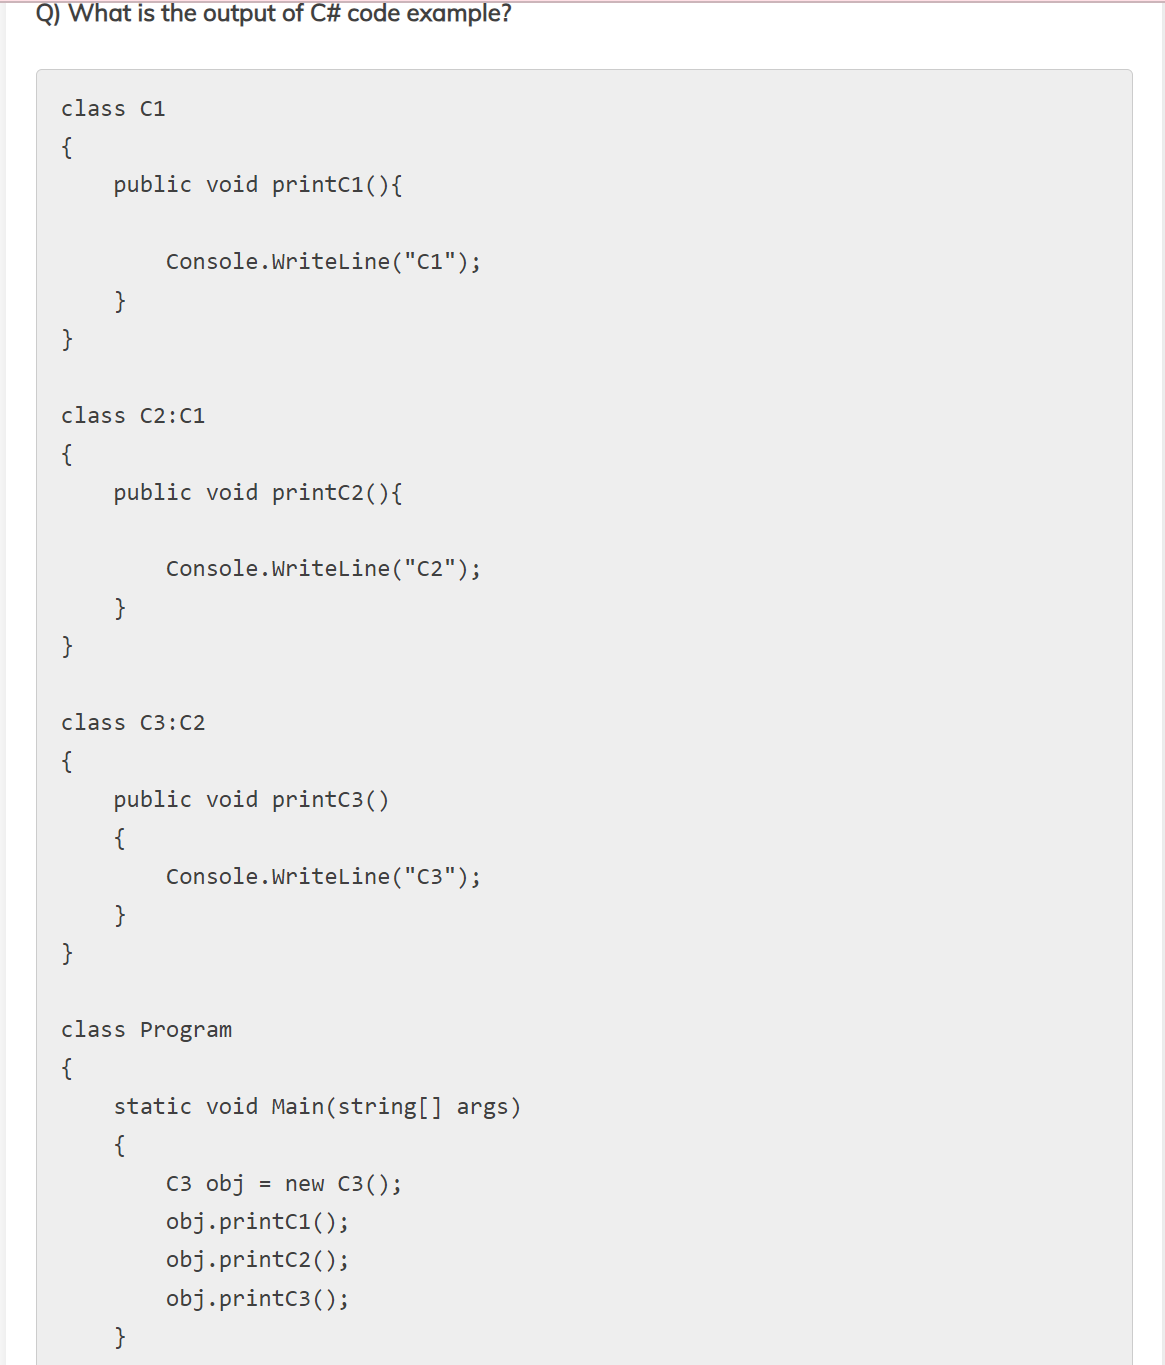 Q) What is the output of C# code example?
class C1
{
    public void printC1(){

        Console.WriteLine("C1");
    }
}

class C2:C1
{
    public void printC2(){

        Console.WriteLine("C2");
    }
}

class C3:C2
{
    public void printC3()
    {
        Console.WriteLine("C3");
    }
}

class Program
{
    static void Main(string[] args)
    {
        C3 obj = new C3();
        obj.printC1();
        obj.printC2();
        obj.printC3();
    }